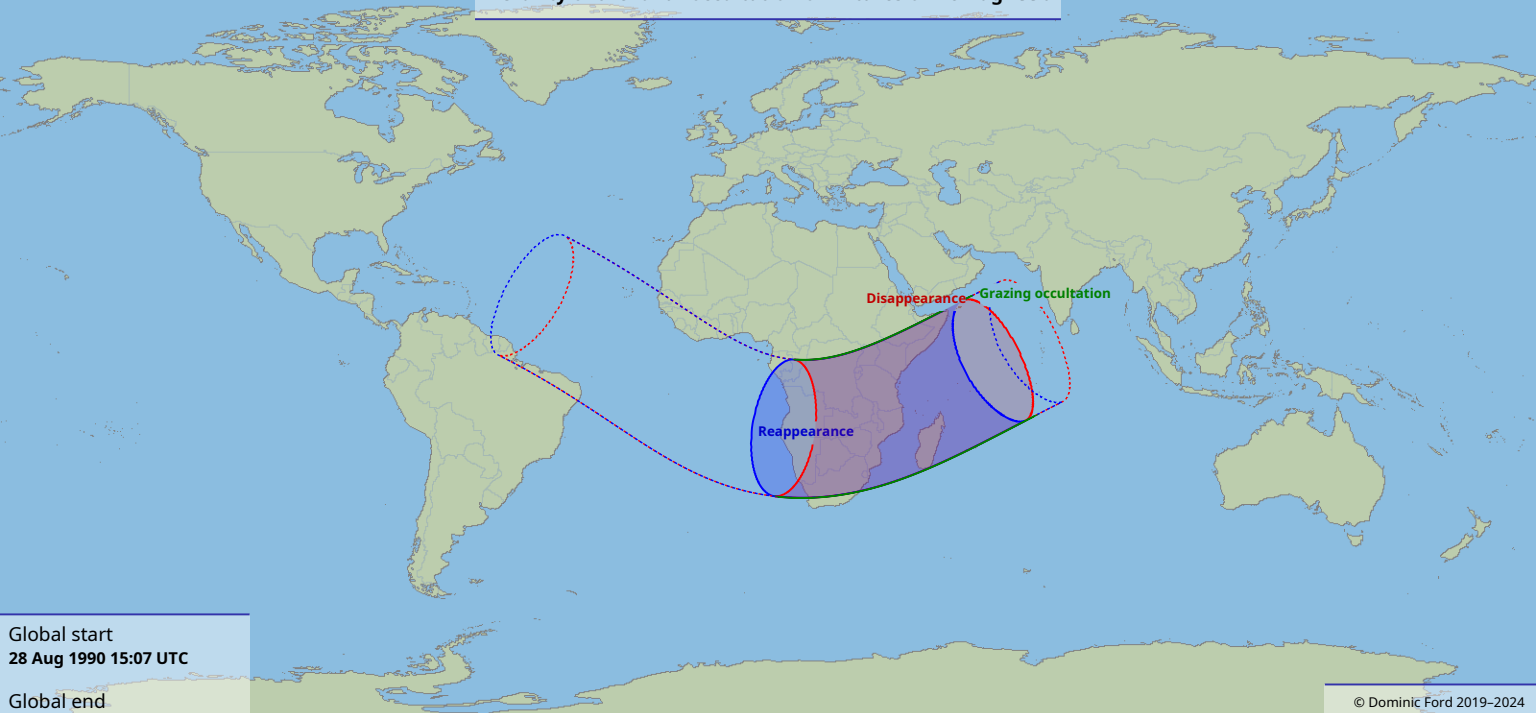 Disappearance
Grazing occultation
Reappearance
Global start
28 Aug 1990 15:07 UTC
Global end
© Dominic Ford 2019–2024